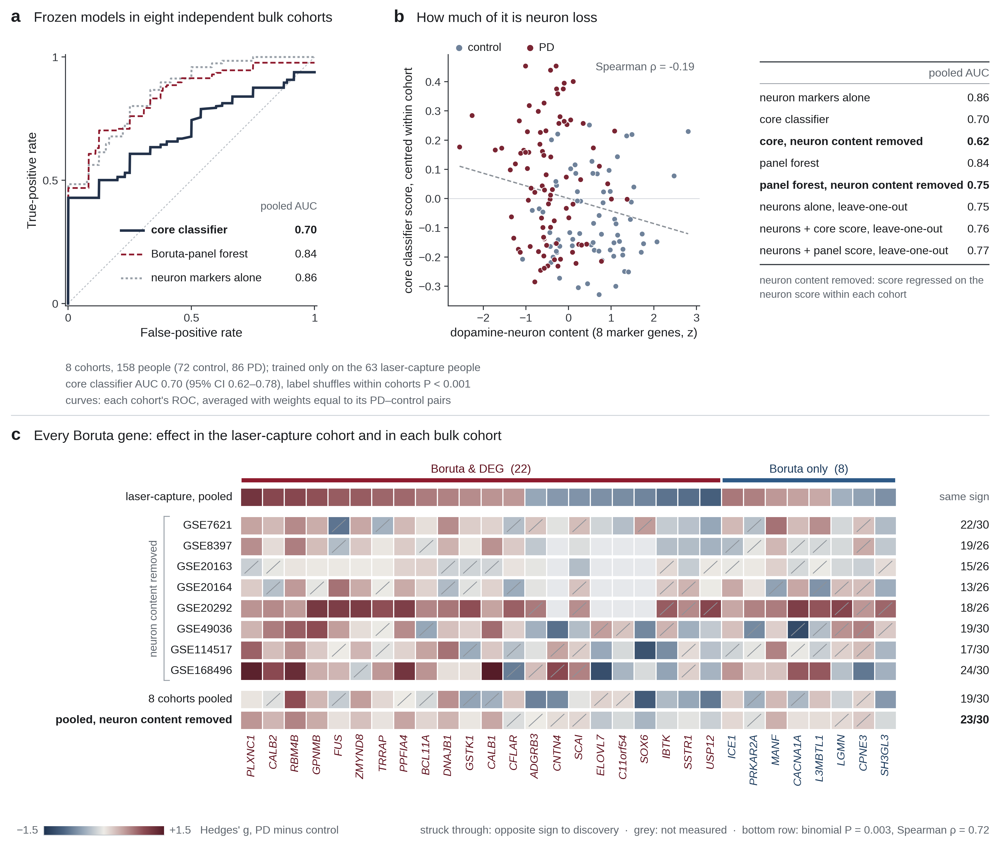 a Frozen models in eight independent bulk cohorts
1
0.5
0
True-positive rate
0 0.5 1
False-positive rate
pooled AUC
core classifier 0.70
Boruta-panel forest 0.84
neuron markers alone 0.86
8 cohorts, 158 people (72 control, 86 PD); trained only on the 63 laser-capture people
core classifier AUC 0.70 (95% CI 0.62–0.78), label shuffles within cohorts P < 0.001
curves: each cohort's ROC, averaged with weights equal to its PD–control pairs
b How much of it is neuron loss
control PD
Spearman ρ = -0.19
core classifier score, centred within cohort
0.4
0.3
0.2
0.1
0.0
−0.1
−0.2
−0.3
−2 −1 0 1 2 3
dopamine-neuron content (8 marker genes, z)
pooled AUC
neuron markers alone 0.86
core classifier 0.70
core, neuron content removed 0.62
panel forest 0.84
panel forest, neuron content removed 0.75
neurons alone, leave-one-out 0.75
neurons + core score, leave-one-out 0.76
neurons + panel score, leave-one-out 0.77
neuron content removed: score regressed on the
neuron score within each cohort
c Every Boruta gene: effect in the laser-capture cohort and in each bulk cohort
Boruta & DEG (22) Boruta only (8)
laser-capture, pooled same sign
neuron content removed
GSE7621 22/30
GSE8397 19/26
GSE20163 15/26
GSE20164 13/26
GSE20292 18/26
GSE49036 19/30
GSE114517 17/30
GSE168496 24/30
8 cohorts pooled 19/30
pooled, neuron content removed 23/30
PLXNC1
CALB2
RBM4B
GPNMB
FUS
ZMYND8
TRRAP
PPFIA4
BCL11A
DNAJB1
GSTK1
CALB1
CFLAR
ADGRB3
CNTN4
SCAI
ELOVL7
C11orf54
SOX6
IBTK
SSTR1
USP12
ICE1
PRKAR2A
MANF
CACNA1A
L3MBTL1
LGMN
CPNE3
SH3GL3
−1.5 +1.5 Hedges' g, PD minus control
struck through: opposite sign to discovery · grey: not measured · bottom row: binomial P = 0.003, Spearman ρ = 0.72